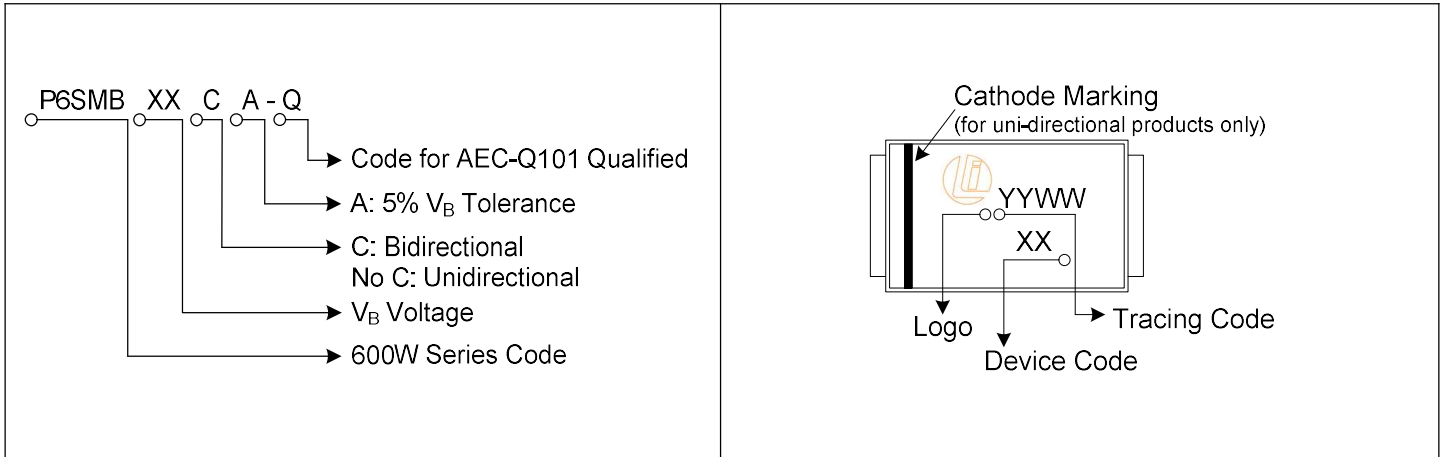 P6SMB XX C A - Q
Code for AEC-Q101 Qualified
A: 5% VB Tolerance
C: Bidirectional
No C: Unidirectional
VB Voltage
600W Series Code
Cathode Marking
(for uni-directional products only)
YYWW
XX
Logo
Tracing Code
Device Code